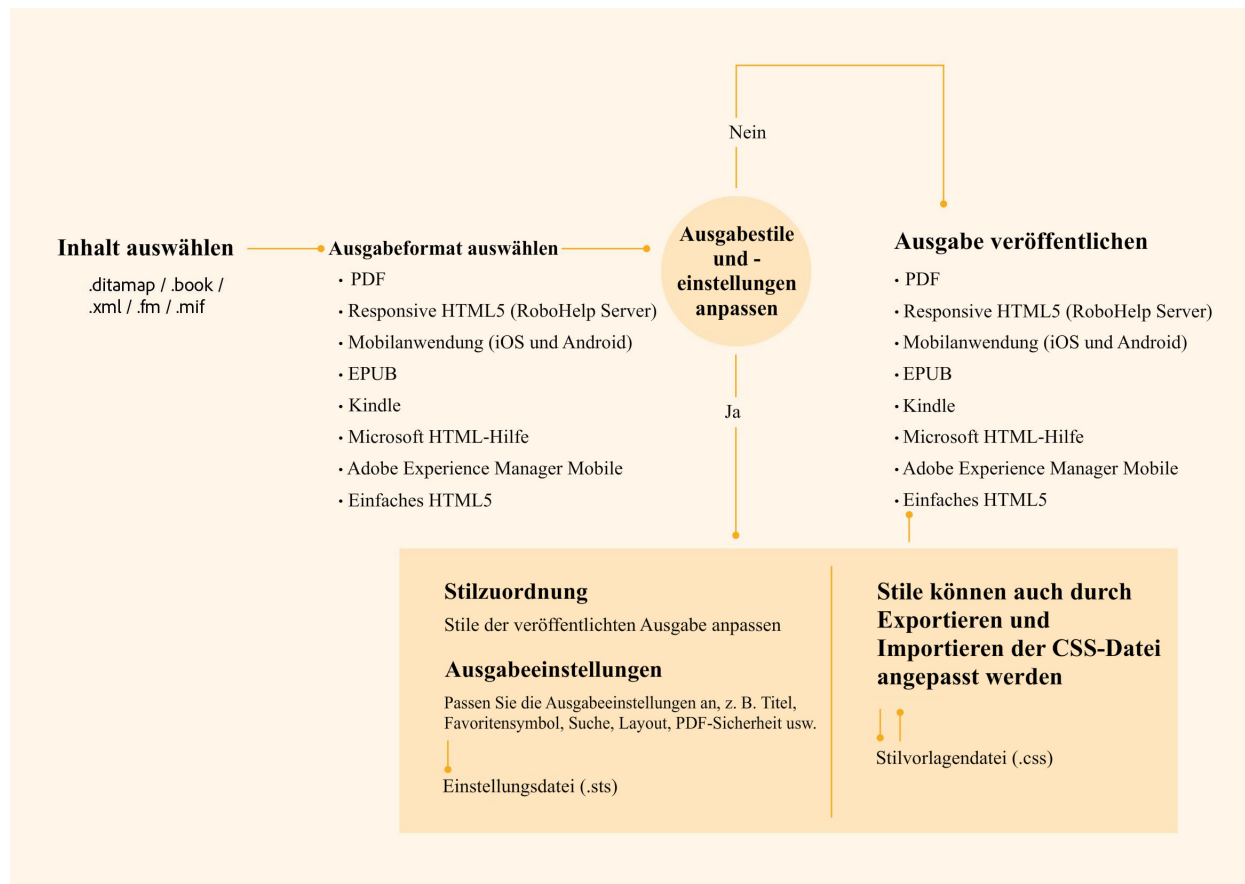 Inhalt auswählen
.ditamap / .book /
.xml / .fm / .mif
Ausgabeformat auswählen
· PDF
· Responsive HTML5 (RoboHelp Server)
· Mobilanwendung (iOS und Android)
· EPUB
· Kindle
· Microsoft HTML-Hilfe
· Adobe Experience Manager Mobile
· Einfaches HTML5
Ausgabestile
und -
einstellungen
anpassen
Nein
Ja
Ausgabe veröffentlichen
· PDF
· Responsive HTML5 (RoboHelp Server)
· Mobilanwendung (iOS und Android)
· EPUB
· Kindle
· Microsoft HTML-Hilfe
· Adobe Experience Manager Mobile
· Einfaches HTML5
Stilzuordnung
Stile der veröffentlichten Ausgabe anpassen
Ausgabeeinstellungen
Passen Sie die Ausgabeeinstellungen an, z. B. Titel,
Favoritensymbol, Suche, Layout, PDF-Sicherheit usw.
Einstellungsdatei (.sts)
Stile können auch durch
Exportieren und
Importieren der CSS-Datei
angepasst werden
Stilvorlagendatei (.css)